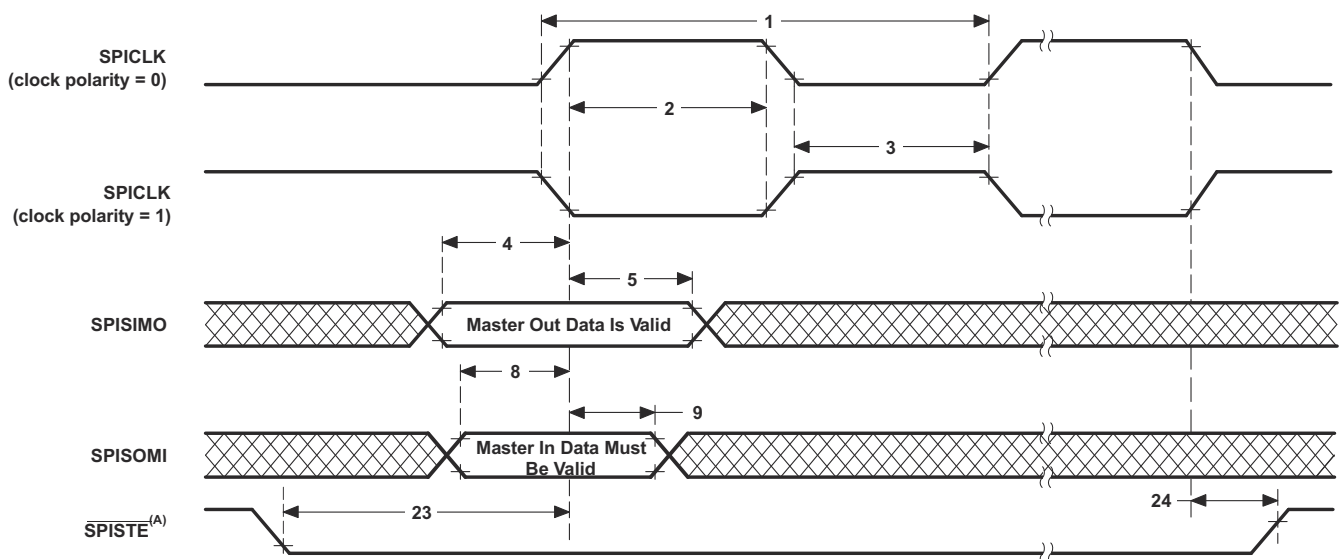 1
SPICLK
(clock polarity = 0)
2
3
SPICLK
(clock polarity = 1)
4
5
SPISIMO
Master Out Data Is Valid
8
9
SPISOMI
Master In Data Must
Be Valid
23
24
SPISTE(A)